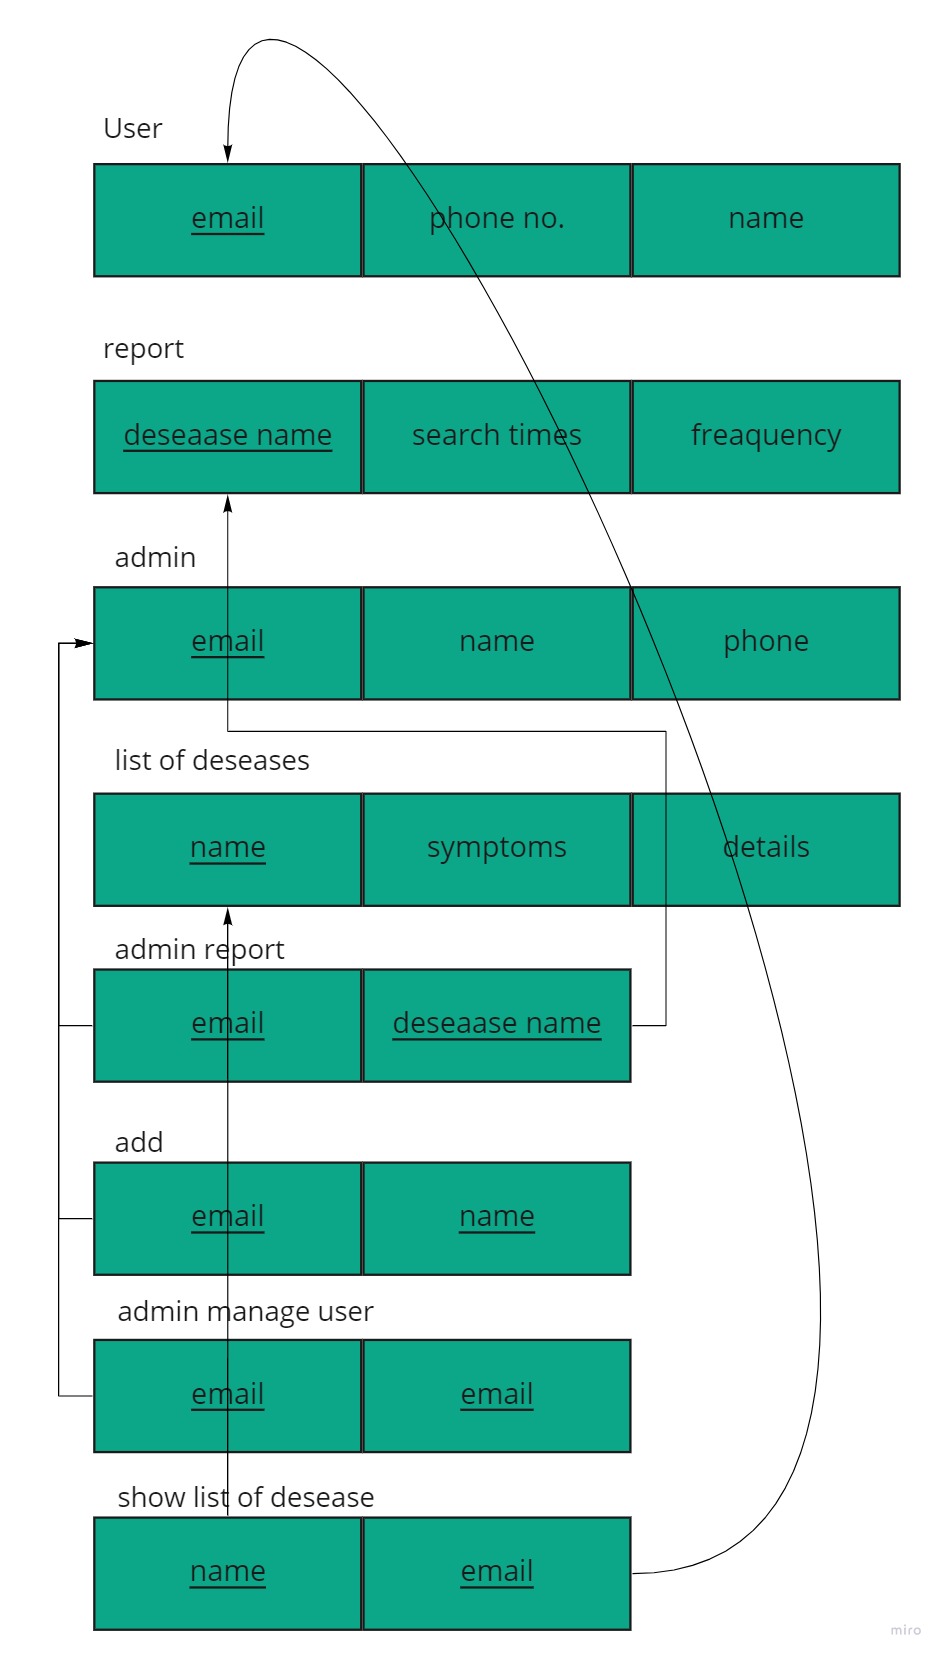 User
email phone no. name
report
deseaase name search times freaquency
admin
email name phone
list of deseases
name symptoms details
admin report
email deseaase name
add
email name
admin manage user
email email
show list of desease
name email
miro